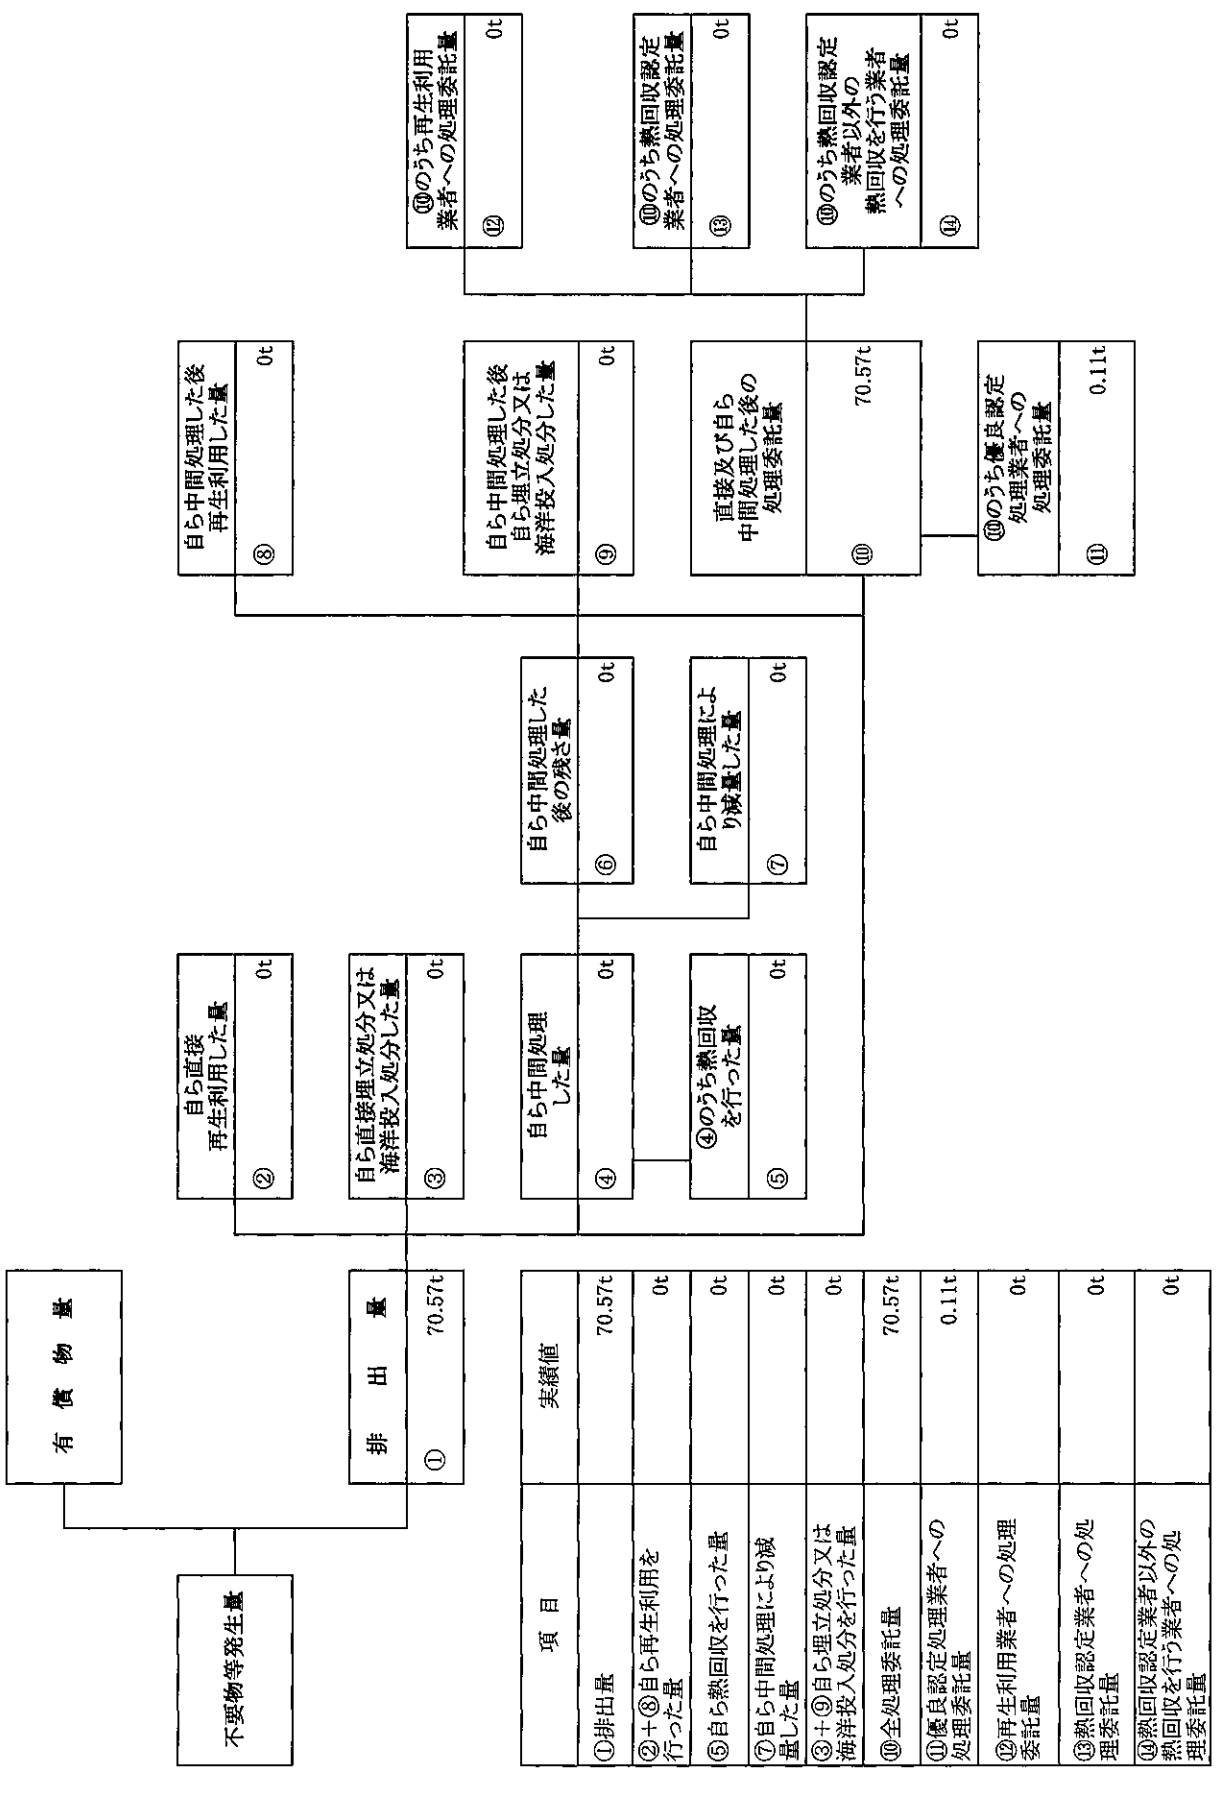 不要物等発生量
有償物量
排出量
① 70.57t
自ら直接
再生利用した量
② 0t
自ら直接埋立処分又は
海洋投入処分した量
③ 0t
自ら中間処理
した量
④ 0t
④のうち熱回収
を行った量
⑤ 0t
自ら中間処理した
後の残さ量
⑥ 0t
自ら中間処理によ
り減量した量
⑦ 0t
自ら中間処理した後
再生利用した量
⑧ 0t
自ら中間処理した後
自ら埋立処分又は
海洋投入処分した量
⑨ 0t
直接及び自ら
中間処理した後の
処理委託量
⑩ 70.57t
⑩のうち優良認定
処理業者への
処理委託量
⑪ 0.11t
⑩のうち再生利用
業者への処理委託量
⑫ 0t
⑩のうち熱回収認定
業者への処理委託量
⑬ 0t
⑩のうち熱回収認定
業者以外の
熱回収を行う業者
への処理委託量
⑭ 0t
項目 実績値
①排出量 70.57t
②+⑧自ら再生利用を
行った量 0t
⑤自ら熱回収を行った量 0t
⑦自ら中間処理により減
量した量 0t
③+⑨自ら埋立処分又は
海洋投入処分を行った量 0t
⑩全処理委託量 70.57t
⑪優良認定処理業者への
処理委託量 0.11t
⑫再生利用業者への処理
委託量 0t
⑬熱回収認定業者への処
理委託量 0t
⑭熱回収認定業者以外の
熱回収を行う業者への処
理委託量 0t